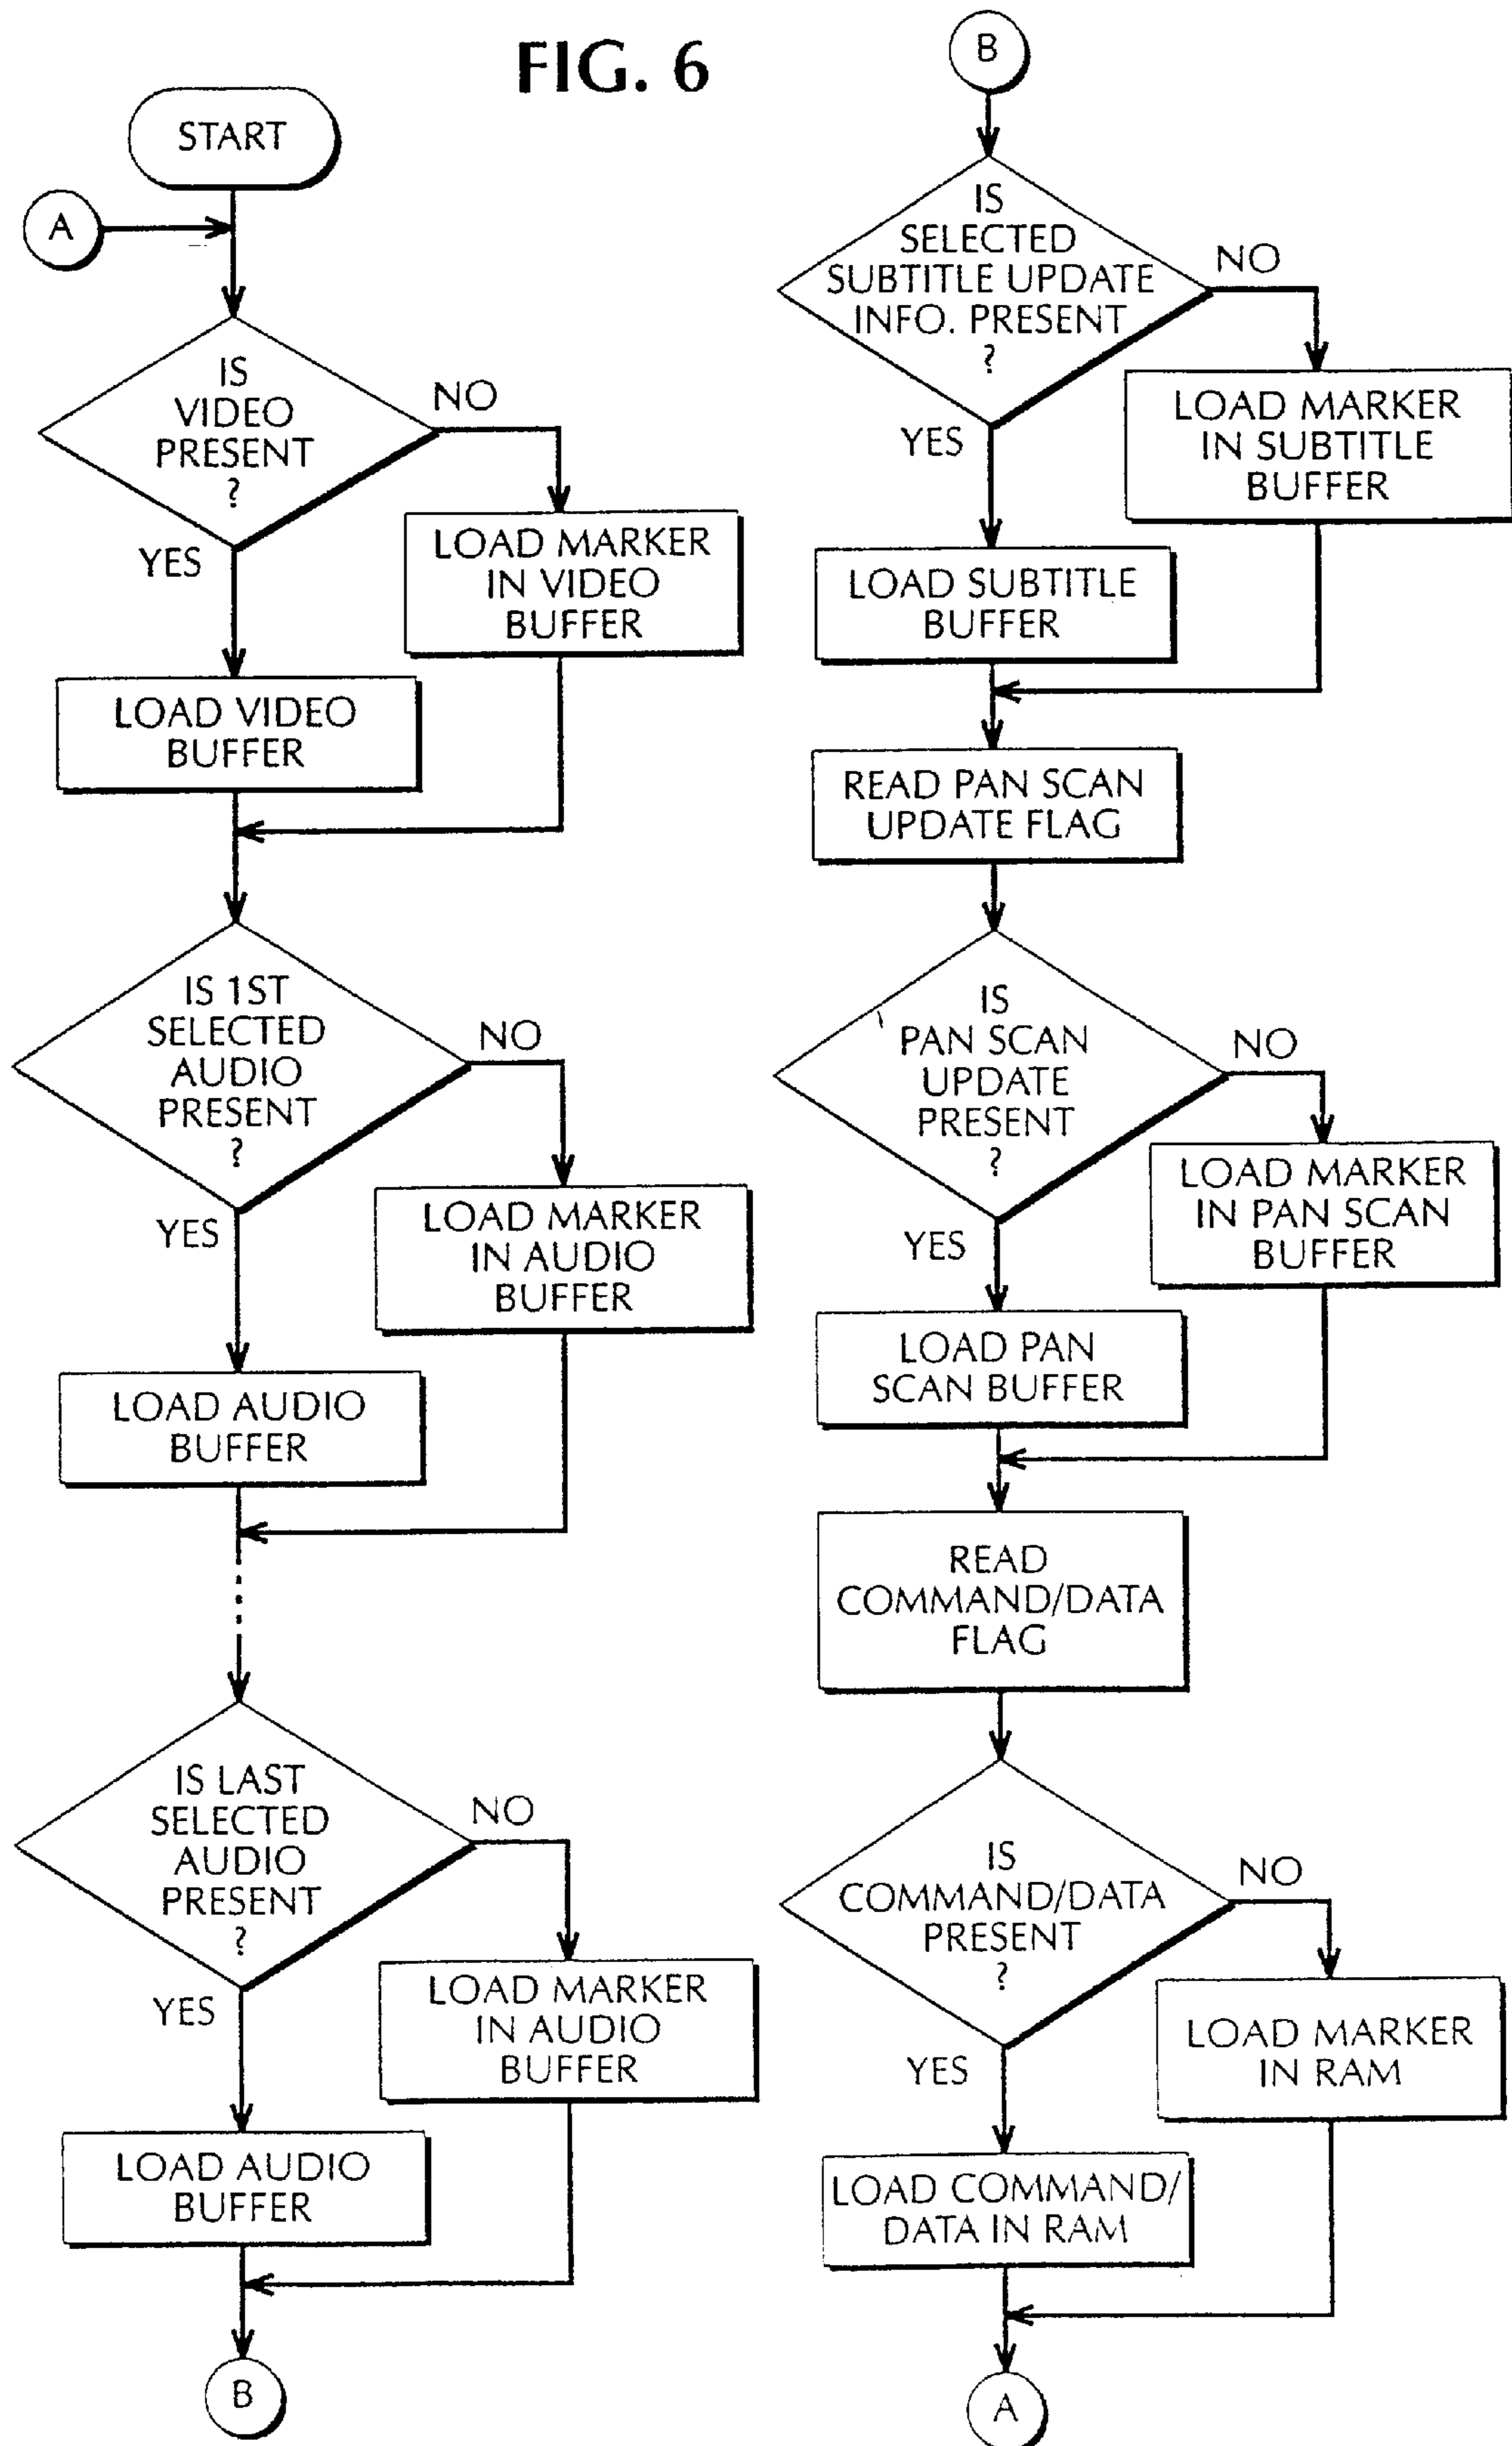 FIG. 6
START
A
IS
VIDEO
PRESENT
?
NO
YES
LOAD MARKER
IN VIDEO
BUFFER
LOAD VIDEO
BUFFER
IS 1ST
SELECTED
AUDIO
PRESENT
?
NO
YES
LOAD MARKER
IN AUDIO
BUFFER
LOAD AUDIO
BUFFER
IS LAST
SELECTED
AUDIO
PRESENT
?
NO
YES
LOAD MARKER
IN AUDIO
BUFFER
LOAD AUDIO
BUFFER
B
B
IS
SELECTED
SUBTITLE UPDATE
INFO. PRESENT
?
NO
YES
LOAD MARKER
IN SUBTITLE
BUFFER
LOAD SUBTITLE
BUFFER
READ PAN SCAN
UPDATE FLAG
IS
PAN SCAN
UPDATE
PRESENT
?
NO
YES
LOAD MARKER
IN PAN SCAN
BUFFER
LOAD PAN
SCAN BUFFER
READ
COMMAND/DATA
FLAG
IS
COMMAND/DATA
PRESENT
?
NO
YES
LOAD MARKER
IN RAM
LOAD COMMAND/
DATA IN RAM
A